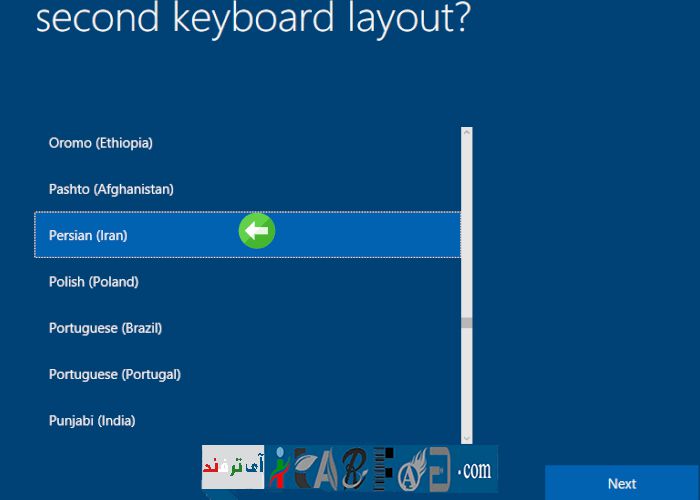 second keyboard layout?
Oromo (Ethiopia)
Pashto (Afghanistan)
Persian (Iran)
Polish (Poland)
Portuguese (Brazil)
Portuguese (Portugal)
Punjabi (India)
آی ترفند
.com
Next